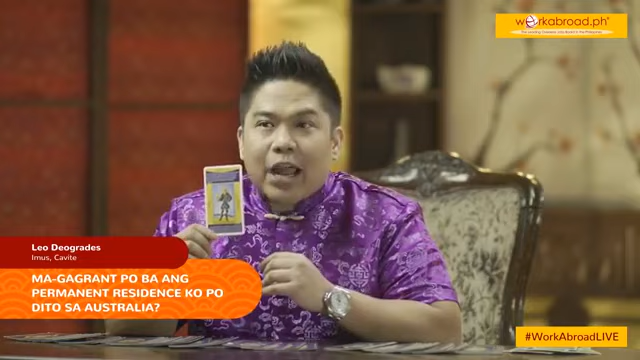 workabroad.ph
Leo Deogrades
Imus, Cavite
MA-GAGRANT PO BA ANG
PERMANENT RESIDENCE KO PO
DITO SA AUSTRALIA?
#WorkAbroadLIVE